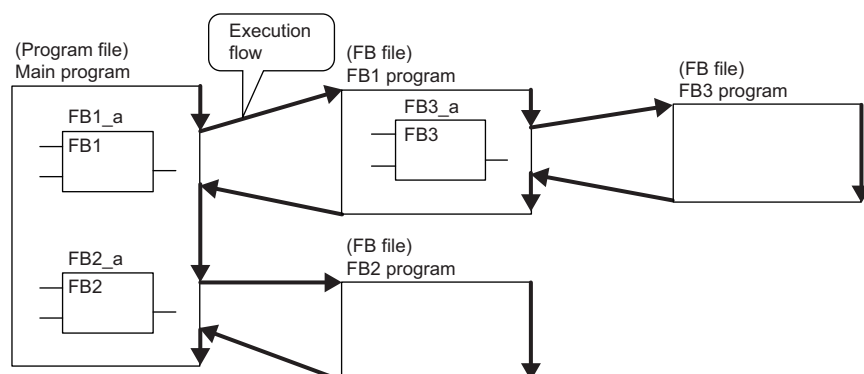 Execution
flow
(Program file)
Main program
(FB file)
FB1 program
(FB file)
FB3 program
FB1_a
FB1
FB3_a
FB3
(FB file)
FB2 program
FB2_a
FB2